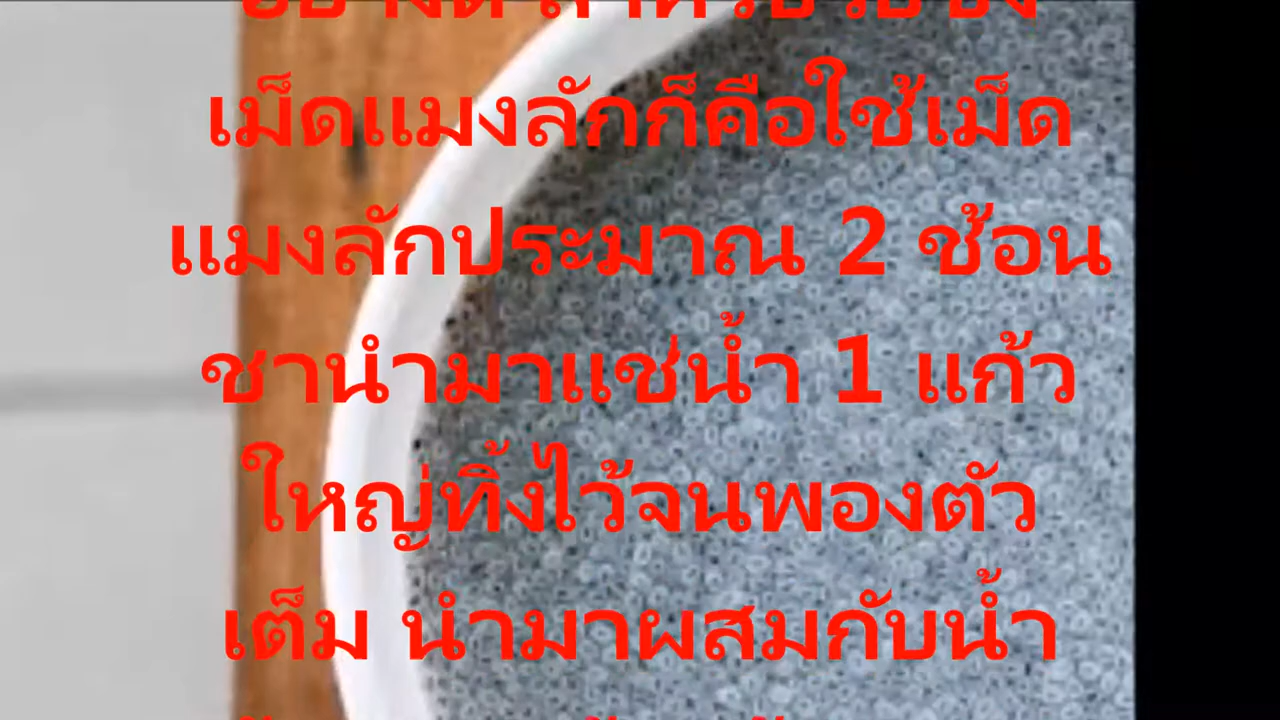 เม็ดแมงลักก็คือใช้เม็ด
แมงลักประมาณ 2 ช้อน
ชานำมาแช่น้ำ 1 แก้ว
ใหญ่ทิ้งไว้จนพองตัว
เต็ม นำมาผสมกับน้ำ